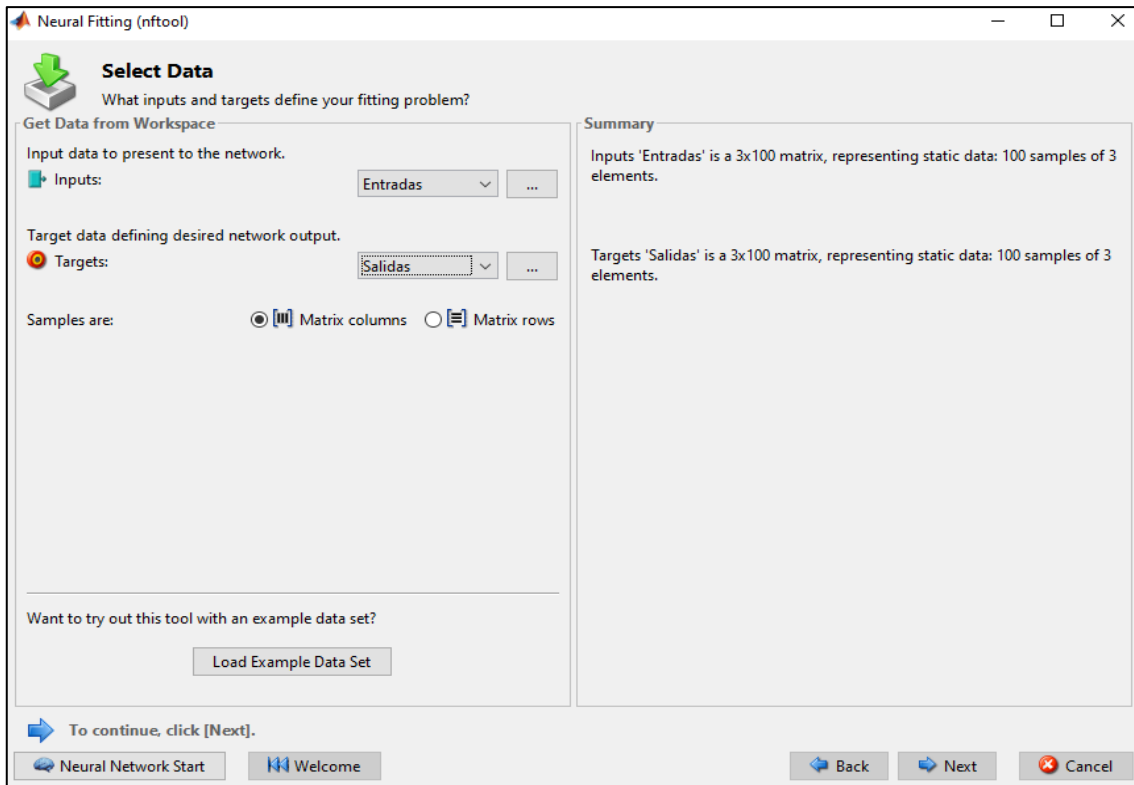 Neural Fitting (nftool)
Select Data
What inputs and targets define your fitting problem?
Get Data from Workspace
Input data to present to the network.
Inputs:
Entradas
...
Target data defining desired network output.
Targets:
Salidas
...
Samples are:
Matrix columns
Matrix rows
Want to try out this tool with an example data set?
Load Example Data Set
Summary
Inputs 'Entradas' is a 3x100 matrix, representing static data: 100 samples of 3
elements.
Targets 'Salidas' is a 3x100 matrix, representing static data: 100 samples of 3
elements.
To continue, click [Next].
Neural Network Start
Welcome
Back
Next
Cancel